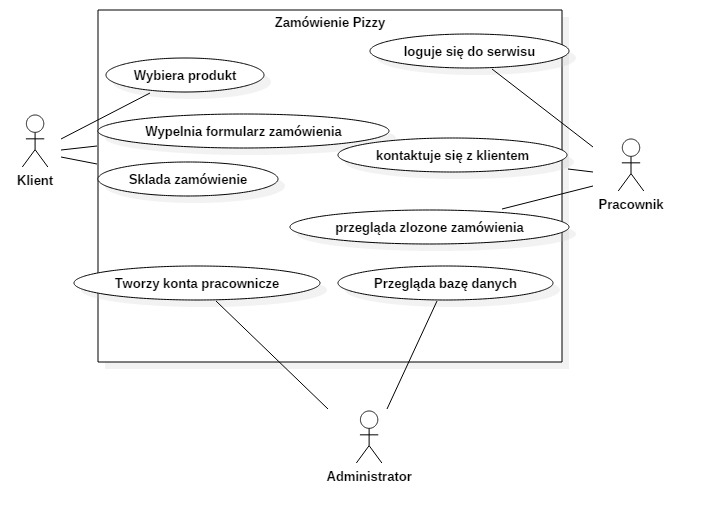 Zamówienie Pizzy
loguje się do serwisu
Wybiera produkt
Wypelnia formularz zamówienia
kontaktuje się z klientem
Klient
Sklada zamówienie
Pracownik
przegląda zlozone zamówienia
Tworzy konta pracownicze
Przegląda bazę danych
Administrator